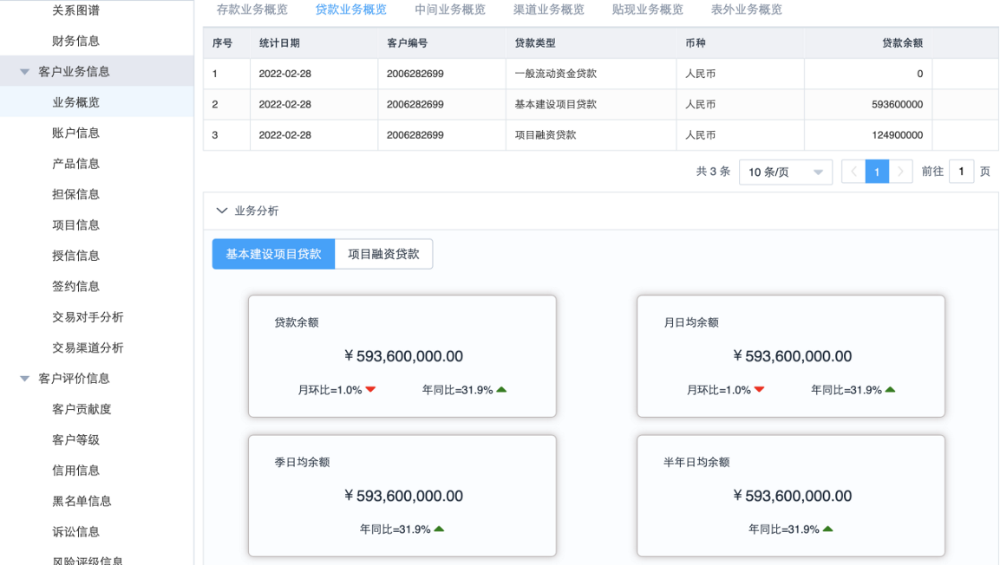 关系图谱
财务信息
客户业务信息
业务概览
账户信息
产品信息
担保信息
项目信息
授信信息
签约信息
交易对手分析
交易渠道分析
客户评价信息
客户贡献度
客户等级
信用信息
黑名单信息
诉讼信息
风险评级信息
存款业务概览 贷款业务概览 中间业务概览 渠道业务概览 贴现业务概览 表外业务概览
序号 统计日期 客户编号 贷款类型 币种 贷款余额
1 2022-02-28 2006282699 一般流动资金贷款 人民币 0
2 2022-02-28 2006282699 基本建设项目贷款 人民币 593600000
3 2022-02-28 2006282699 项目融资贷款 人民币 124900000
共 3 条 10 条/页 1 前往 1 页
业务分析
基本建设项目贷款 项目融资贷款
贷款余额
¥ 593,600,000.00
月环比=1.0% 年同比=31.9%
月日均余额
¥ 593,600,000.00
月环比=1.0% 年同比=31.9%
季日均余额
¥ 593,600,000.00
年同比=31.9%
半年日均余额
¥ 593,600,000.00
年同比=31.9%